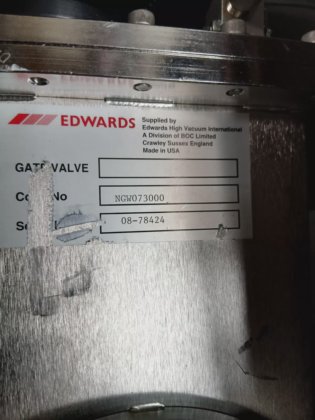 EDWARDS
Supplied by
Edwards High Vacuum International
A Division of BOC Limited
Crawley Sussex England
Made in USA
GATE VALVE
No NGW073000
08-78424